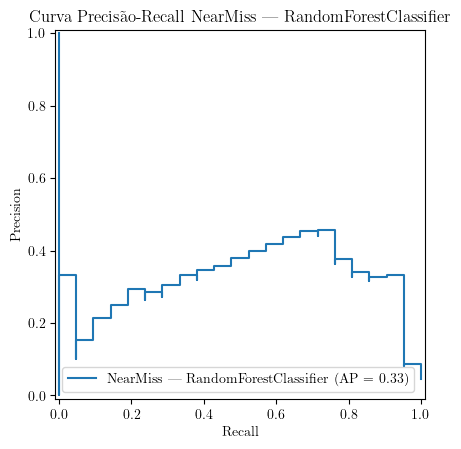 Curva Precisão-Recall NearMiss — RandomForestClassifier
1.0
0.8
0.6
0.4
0.2
0.0
Precision
NearMiss — RandomForestClassifier (AP = 0.33)
0.0 0.2 0.4 0.6 0.8 1.0
Recall